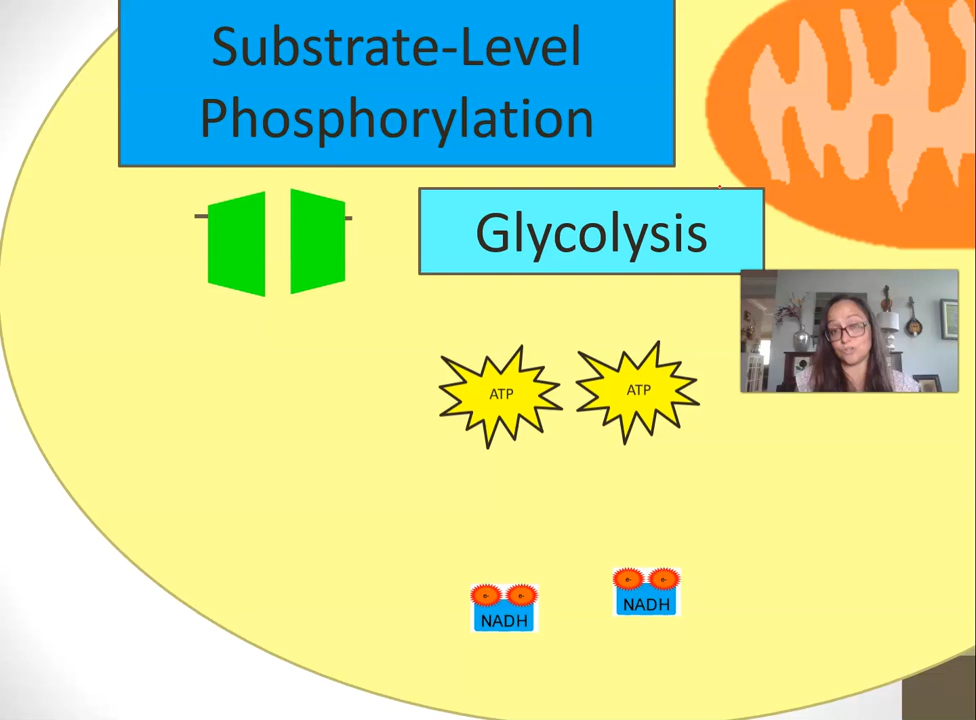 Substrate-Level
Phosphorylation
Glycolysis
ATP
ATP
e-
e-
NADH
e-
e-
NADH